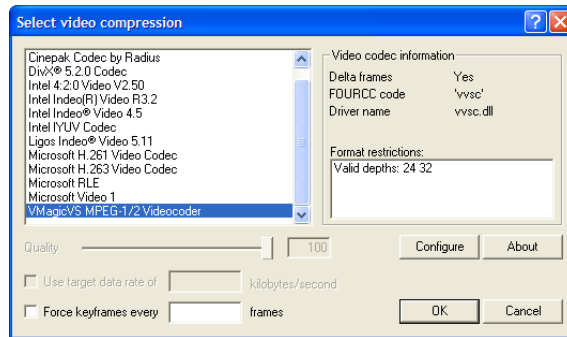 Select video compression
Cinepak Codec by Radius
DivX® 5.2.0 Codec
Intel 4:2:0 Video V2.50
Intel Indeo(R) Video R3.2
Intel Indeo® Video 4.5
Intel IYUV Codec
Ligos Indeo® Video 5.11
Microsoft H.261 Video Codec
Microsoft H.263 Video Codec
Microsoft RLE
Microsoft Video 1
VMagicVS MPEG-1/2 Videocoder
Video codec information
Delta frames Yes
FOURCC code 'vvsc'
Driver name vvsc.dll
Format restrictions:
Valid depths: 24 32
Quality 100
Configure About
Use target data rate of kilobytes/second
Force keyframes every frames
OK Cancel